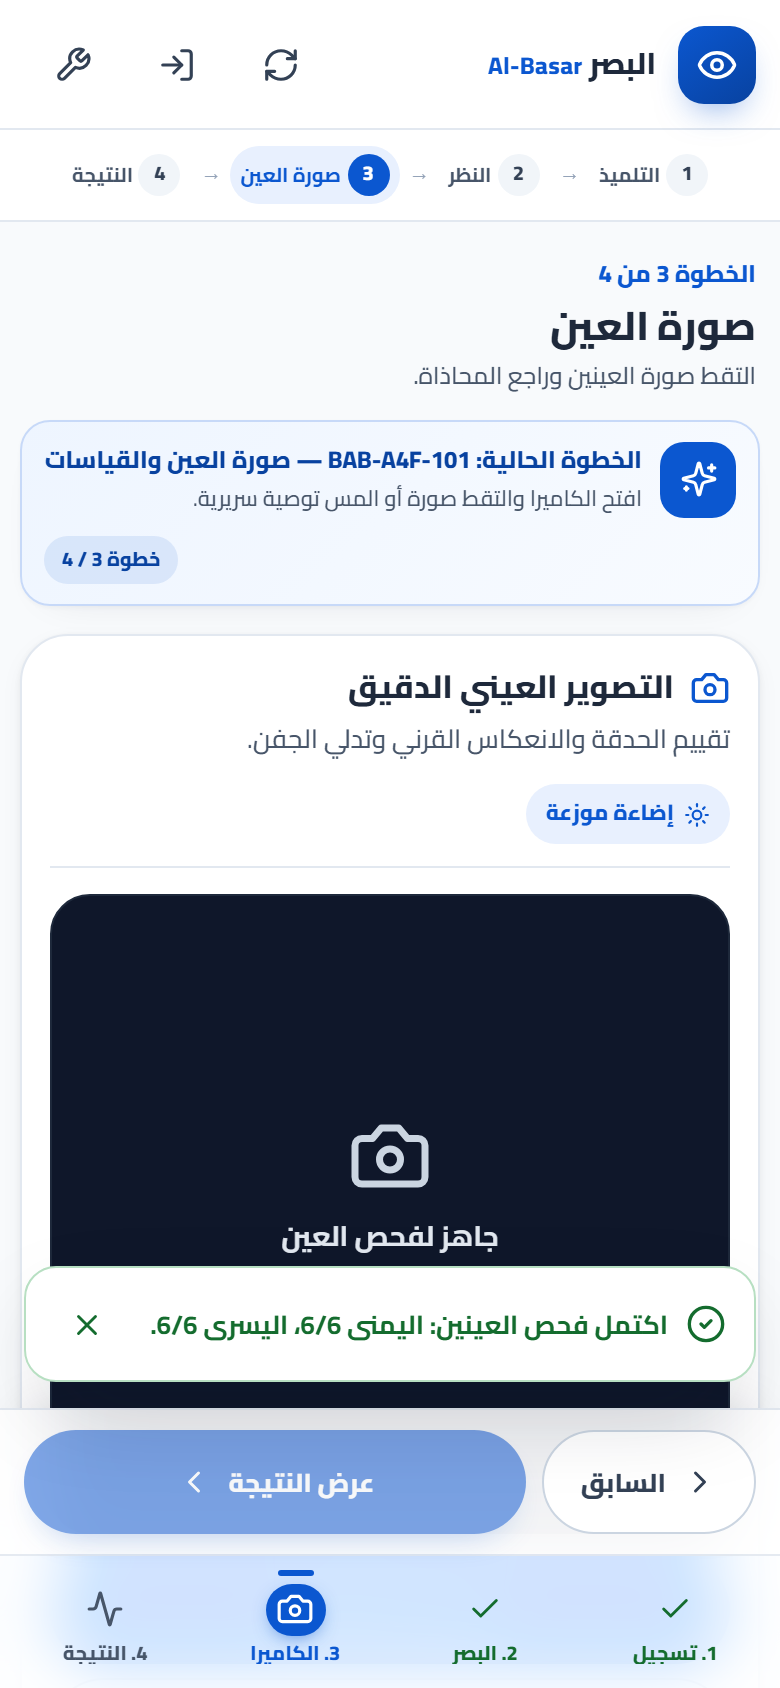 البصر Al-Basar
1 التلميذ → 2 النظر → 3 صورة العين → 4 النتيجة
الخطوة 3 من 4
صورة العين
التقط صورة العينين وراجع المحاذاة.
الخطوة الحالية: BAB-A4F-101 — صورة العين والقياسات
افتح الكاميرا والتقط صورة أو المس توصية سريرية.
خطوة 3 / 4
التصوير العيني الدقيق
تقييم الحدقة والانعكاس القرني وتدلي الجفن.
إضاءة موزعة
جاهز لفحص العين
اكتمل فحص العينين: اليمنى 6/6، اليسرى 6/6.
السابق
عرض النتيجة
1. تسجيل
2. البصر
3. الكاميرا
4. النتيجة